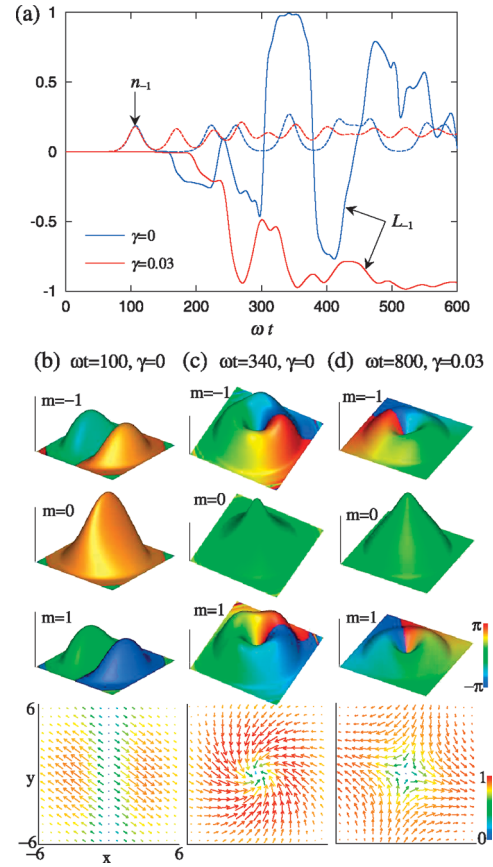 (a)
1
0.5
0
-0.5
-1
n₋₁
L₋₁
γ=0
γ=0.03
0 100 200 300 400 500 600
ω t
(b) ωt=100, γ=0 (c) ωt=340, γ=0 (d) ωt=800, γ=0.03
m=−1 m=−1 m=−1
m=0 m=0 m=0
m=1 m=1 m=1
π
−π
6
y
−6
−6 x 6
1
0